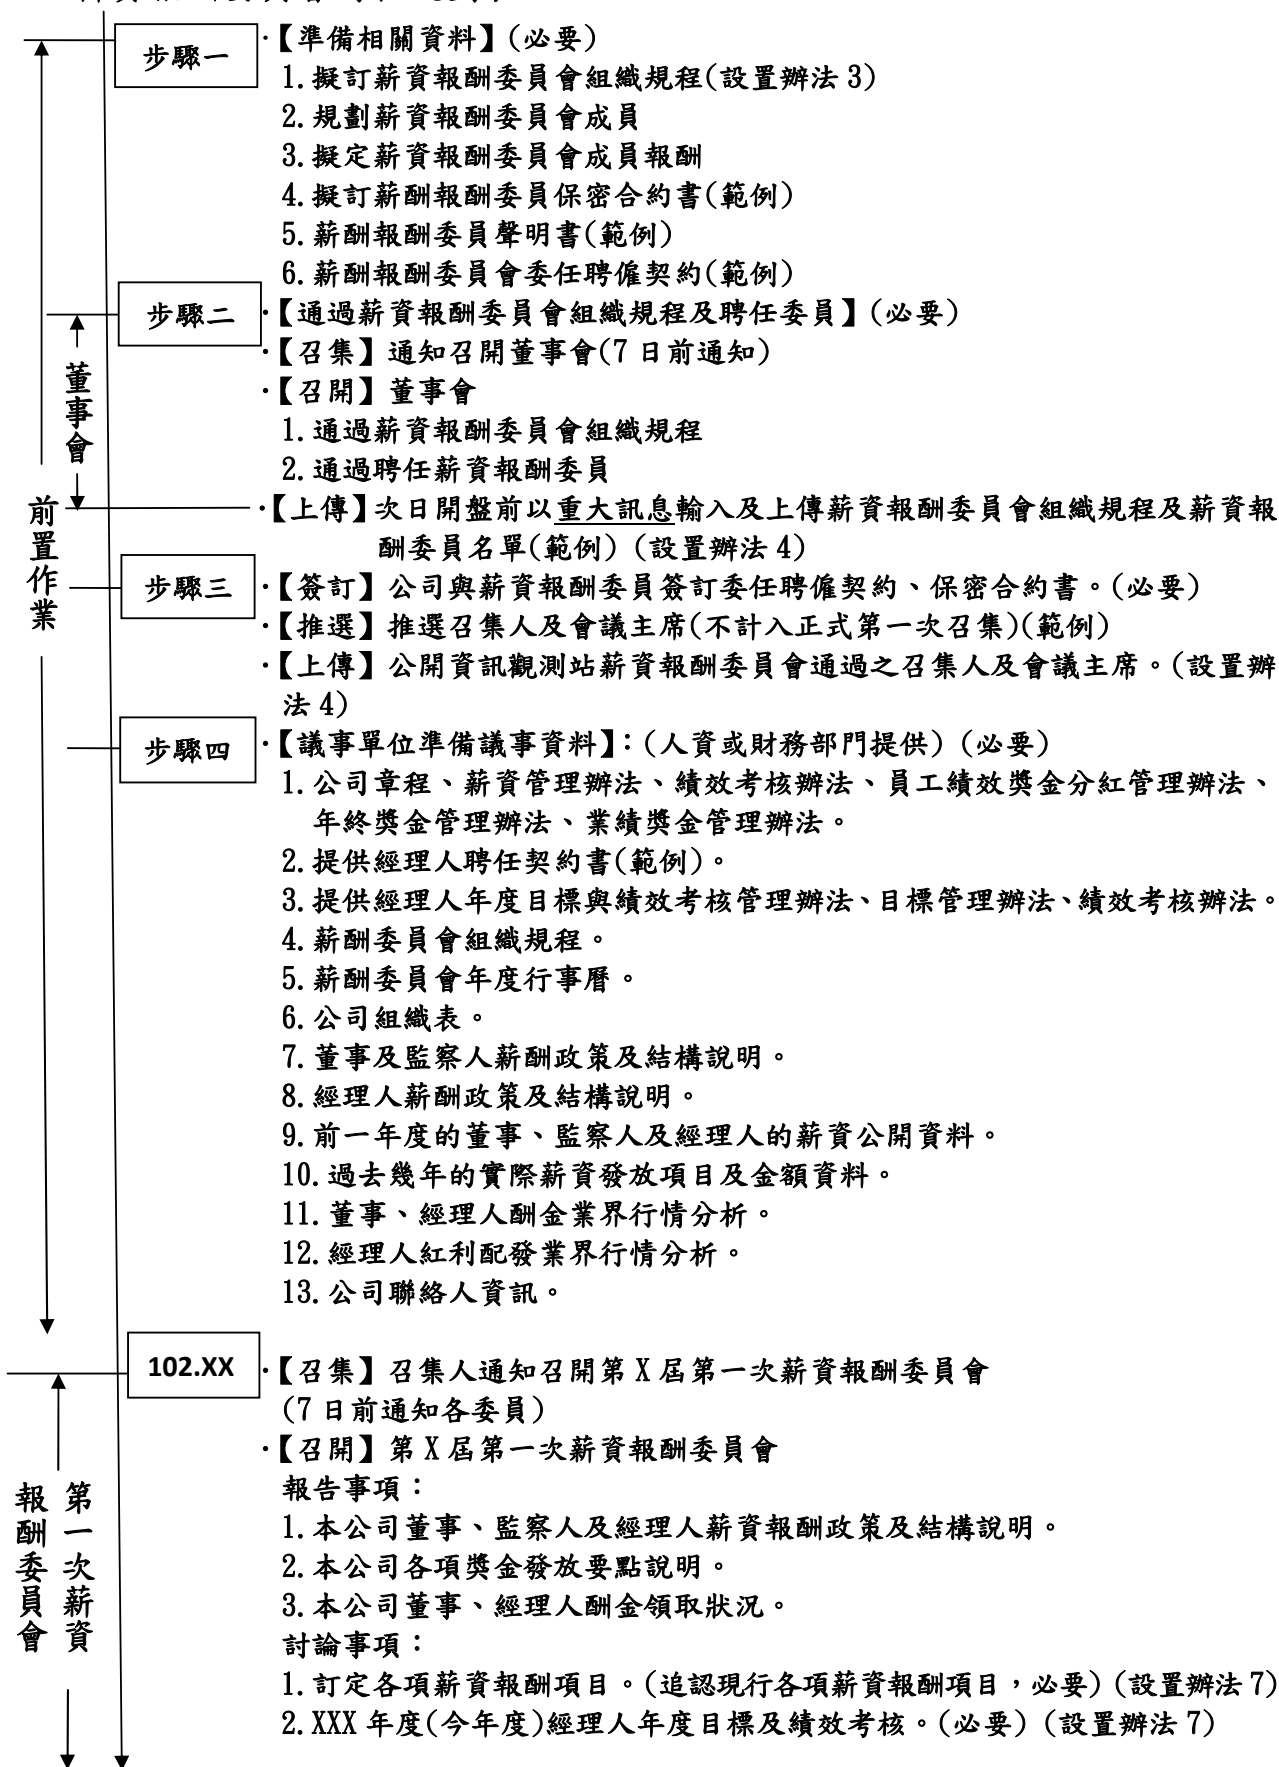 步驟一
·【準備相關資料】(必要)
1.擬訂薪資報酬委員會組織規程(設置辦法 3)
2.規劃薪資報酬委員會成員
3.擬定薪資報酬委員會成員報酬
4.擬訂薪酬報酬委員保密合約書(範例)
5.薪酬報酬委員聲明書(範例)
6.薪酬報酬委員會委任聘僱契約(範例)
步驟二
·【通過薪資報酬委員會組織規程及聘任委員】(必要)
·【召集】通知召開董事會(7 日前通知)
·【召開】董事會
1.通過薪資報酬委員會組織規程
2.通過聘任薪資報酬委員
董事會
·【上傳】次日開盤前以重大訊息輸入及上傳薪資報酬委員會組織規程及薪資報
酬委員名單(範例) (設置辦法 4)
前置作業
步驟三
·【簽訂】公司與薪資報酬委員簽訂委任聘僱契約、保密合約書。(必要)
·【推選】推選召集人及會議主席(不計入正式第一次召集)(範例)
·【上傳】公開資訊觀測站薪資報酬委員會通過之召集人及會議主席。(設置辦
法 4)
步驟四
·【議事單位準備議事資料】：(人資或財務部門提供) (必要)
1.公司章程、薪資管理辦法、績效考核辦法、員工績效獎金分紅管理辦法、
年終獎金管理辦法、業績獎金管理辦法。
2.提供經理人聘任契約書(範例)。
3.提供經理人年度目標與績效考核管理辦法、目標管理辦法、績效考核辦法。
4.薪酬委員會組織規程。
5.薪酬委員會年度行事曆。
6.公司組織表。
7.董事及監察人薪酬政策及結構說明。
8.經理人薪酬政策及結構說明。
9.前一年度的董事、監察人及經理人的薪資公開資料。
10.過去幾年的實際薪資發放項目及金額資料。
11.董事、經理人酬金業界行情分析。
12.經理人紅利配發業界行情分析。
13.公司聯絡人資訊。
102.XX
·【召集】召集人通知召開第 X 屆第一次薪資報酬委員會
(7 日前通知各委員)
·【召開】第 X 屆第一次薪資報酬委員會
報告事項：
1.本公司董事、監察人及經理人薪資報酬政策及結構說明。
2.本公司各項獎金發放要點說明。
3.本公司董事、經理人酬金領取狀況。
討論事項：
1.訂定各項薪資報酬項目。(追認現行各項薪資報酬項目，必要) (設置辦法 7)
2.XXX 年度(今年度)經理人年度目標及績效考核。(必要) (設置辦法 7)
第一次薪資
報酬委員會